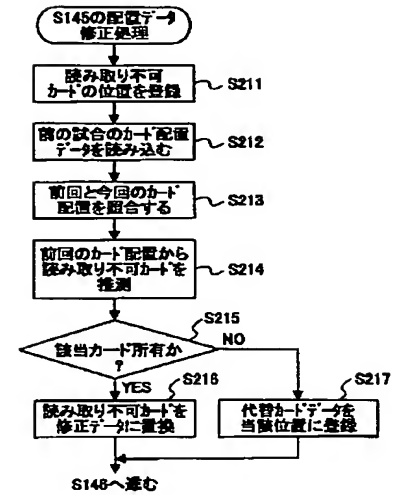 S145の配置データ
修正処理
読み取り不可
カードの位置を登録
S211
前の試合のカード配置
データを読み込む
S212
前回と今回のカード
配置を照合する
S213
前回のカード配置から
読み取り不可カードを
推測
S214
S215
該当カード所有か
?
NO
YES
S216
読み取り不可カードを
修正データに置換
S217
代替カードデータを
当該位置に登録
S146へ進む